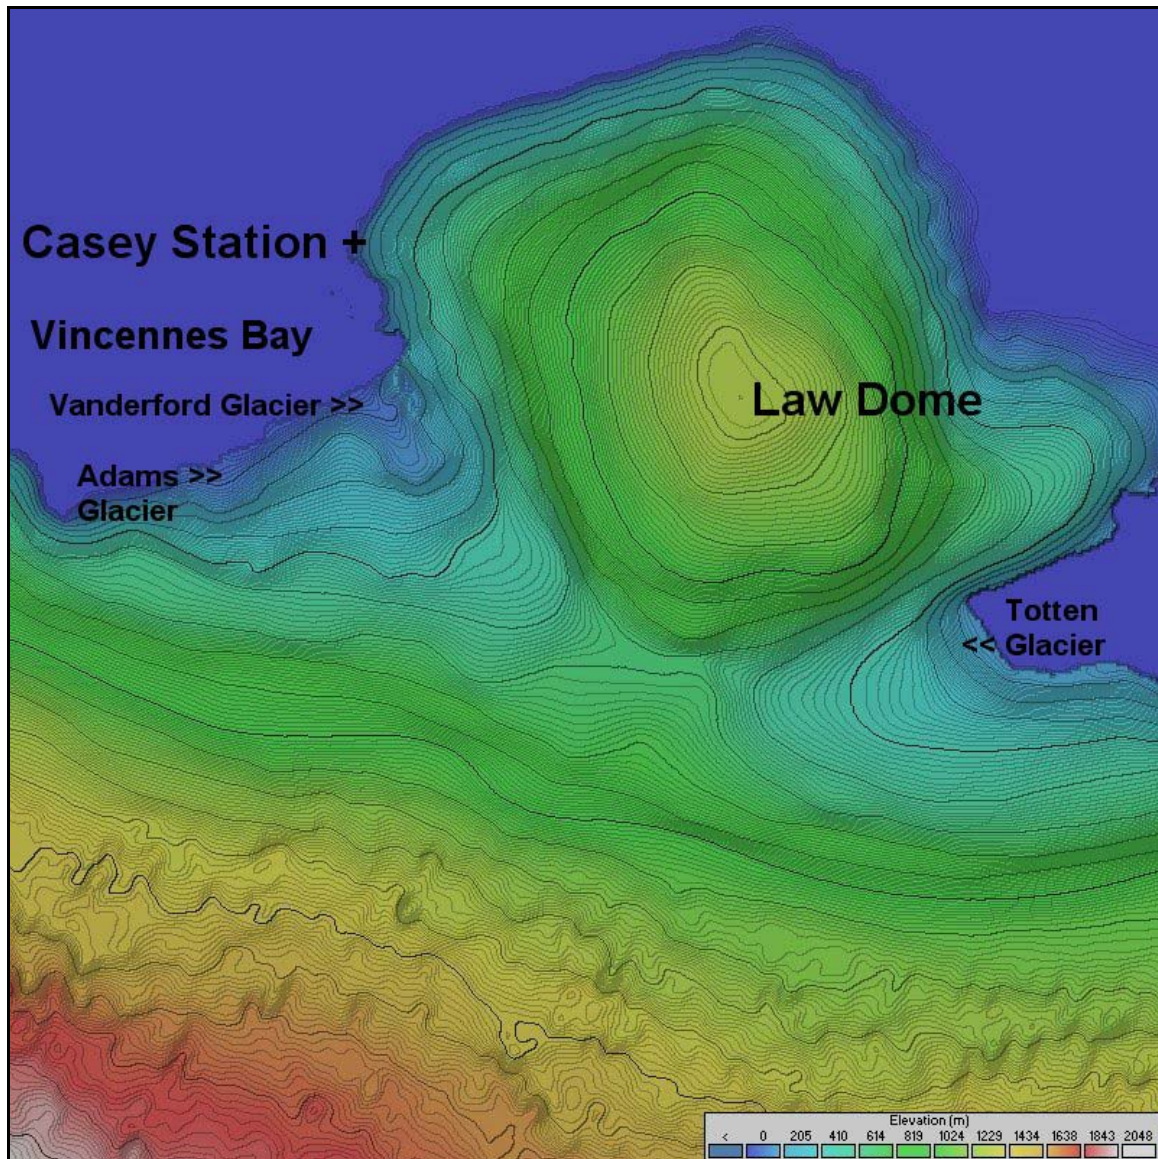 Casey Station +
Vincennes Bay
Vanderford Glacier >>
Law Dome
Adams >>
Glacier
Totten
<< Glacier
Elevation (m)
< 0 205 410 614 819 1024 1229 1434 1638 1843 2048